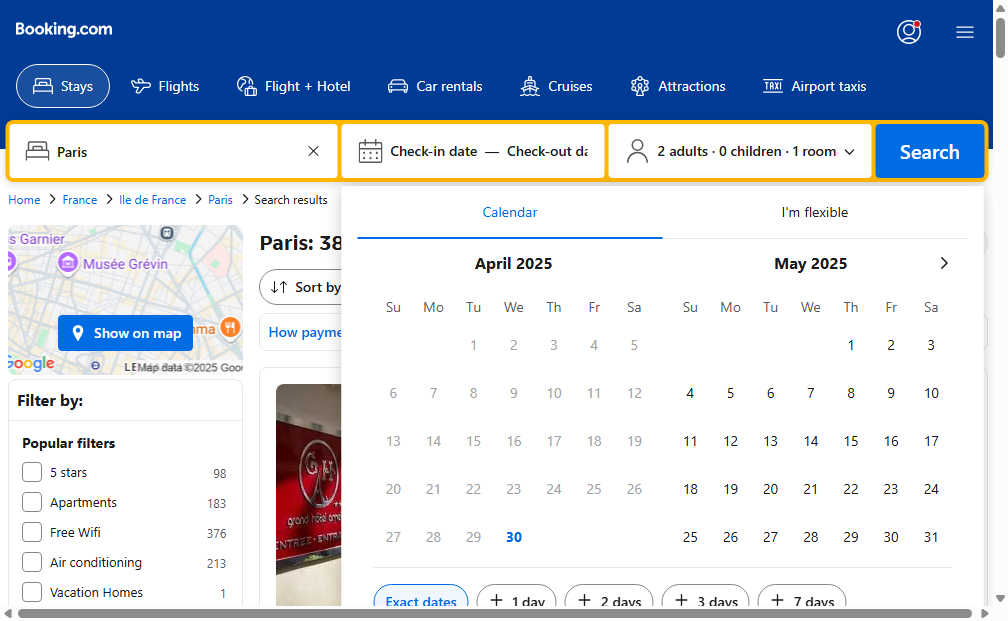 Booking.com
Stays
Flights
Flight + Hotel
Car rentals
Cruises
Attractions
TAXI Airport taxis
Paris
Check-in date — Check-out da
2 adults · 0 children · 1 room
Search
Home > France > Ile de France > Paris > Search results
Calendar
I'm flexible
s Garnier
Musée Grévin
Show on map
ma
Google
LE
Map data ©2025 Goo
Paris: 38
Sort by
How payme
April 2025
Su Mo Tu We Th Fr Sa
1 2 3 4 5
6 7 8 9 10 11 12
13 14 15 16 17 18 19
20 21 22 23 24 25 26
27 28 29 30
May 2025
Su Mo Tu We Th Fr Sa
1 2 3
4 5 6 7 8 9 10
11 12 13 14 15 16 17
18 19 20 21 22 23 24
25 26 27 28 29 30 31
Exact dates
1 day
2 days
3 days
7 days
Filter by:
Popular filters
5 stars 98
Apartments 183
Free Wifi 376
Air conditioning 213
Vacation Homes 1
G H
grand hôtel amé
ENTREE-ENTRA